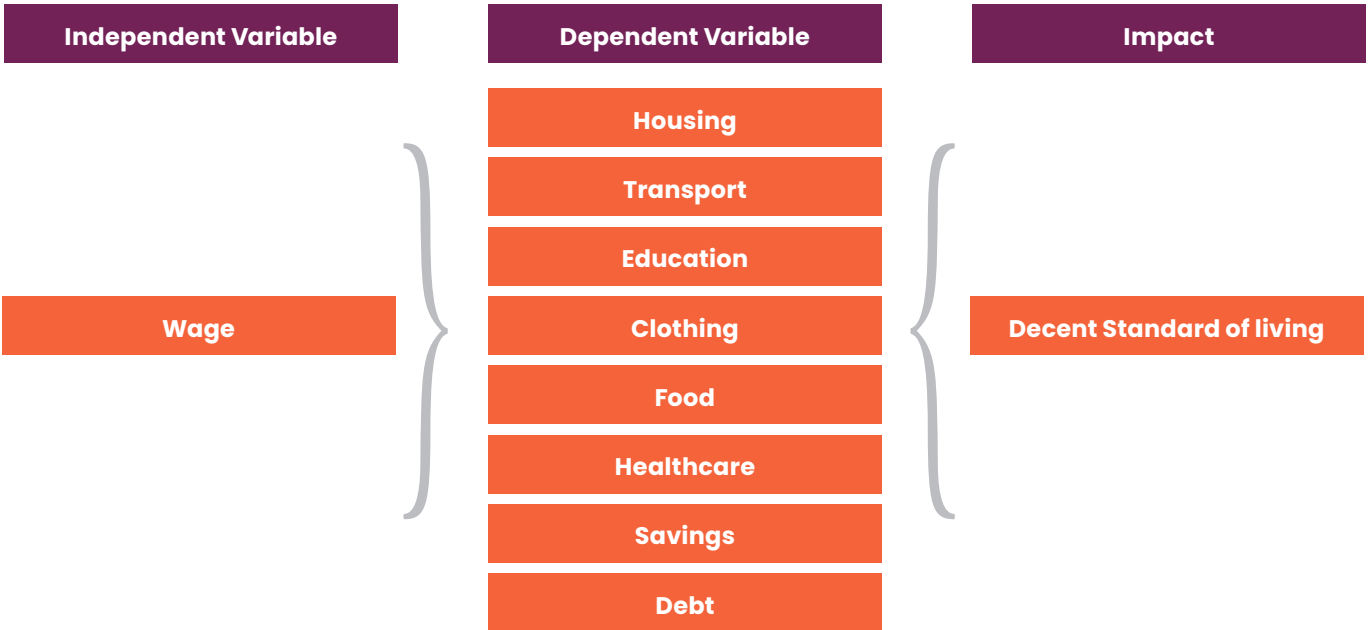 Independent Variable
Dependent Variable
Impact
Housing
Transport
Education
Wage
Clothing
Decent Standard of living
Food
Healthcare
Savings
Debt